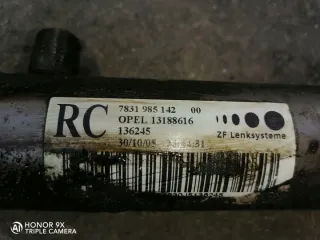 RC
7831 985 142 00
OPEL 13188616
136245
30/10/05
ZF Lenksysteme
HONOR 9X
TRIPLE CAMERA